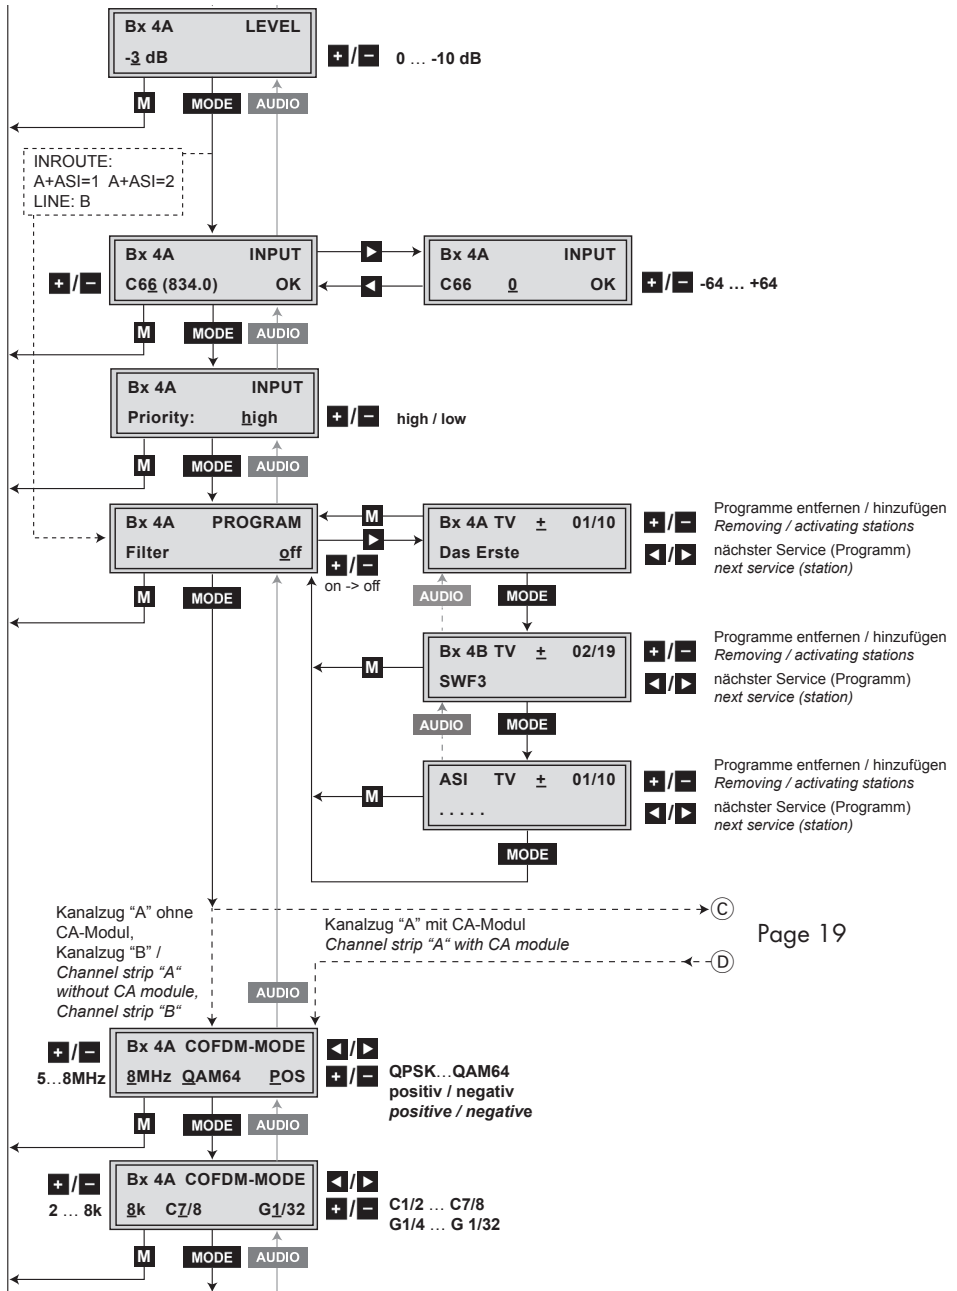 Bx 4A LEVEL
-3 dB
+/− 0 … -10 dB
M MODE AUDIO
INROUTE:
A+ASI=1 A+ASI=2
LINE: B
Bx 4A INPUT
C66 (834.0) OK
+/−
Bx 4A INPUT
C66 0 OK
+/− -64 … +64
M MODE AUDIO
Bx 4A INPUT
Priority: high
+/− high / low
M MODE AUDIO
Bx 4A PROGRAM
Filter off
M
+/−
on -> off
Bx 4A TV + 01/10
Das Erste
+/− Programme entfernen / hinzufügen
Removing / activating stations
/ nächster Service (Programm)
next service (station)
M MODE
AUDIO MODE
Bx 4B TV + 02/19
SWF3
M
+/− Programme entfernen / hinzufügen
Removing / activating stations
/ nächster Service (Programm)
next service (station)
AUDIO MODE
ASI TV + 01/10
. . . . .
M
+/− Programme entfernen / hinzufügen
Removing / activating stations
/ nächster Service (Programm)
next service (station)
MODE
Kanalzug “A” ohne
CA-Modul,
Kanalzug “B” /
Channel strip “A“
without CA module,
Channel strip “B“
Kanalzug “A” mit CA-Modul
Channel strip “A” with CA module
C
Page 19
D
AUDIO
Bx 4A COFDM-MODE
8MHz QAM64 POS
+/−
5…8MHz
/
+/− QPSK…QAM64
positiv / negativ
positive / negative
M MODE AUDIO
Bx 4A COFDM-MODE
8k C7/8 G1/32
+/−
2 … 8k
/
+/− C1/2 … C7/8
G1/4 … G 1/32
M MODE AUDIO